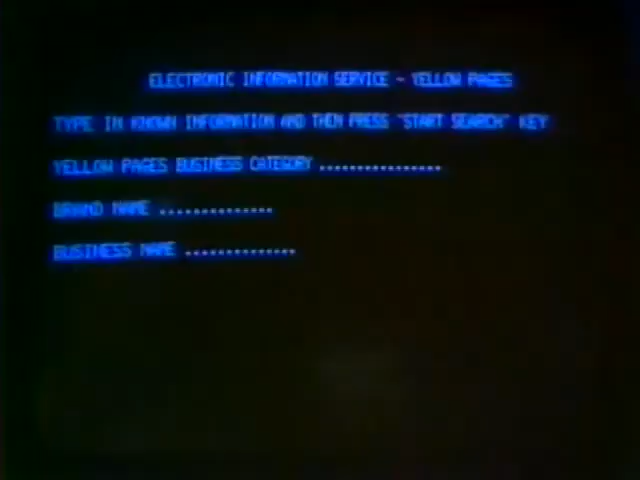 ELECTRONIC INFORMATION SERVICE - YELLOW PAGES
TYPE IN KNOWN INFORMATION AND THEN PRESS "START SEARCH" KEY
YELLOW PAGES BUSINESS CATEGORY ................
BRAND NAME ..............
BUSINESS NAME ..............